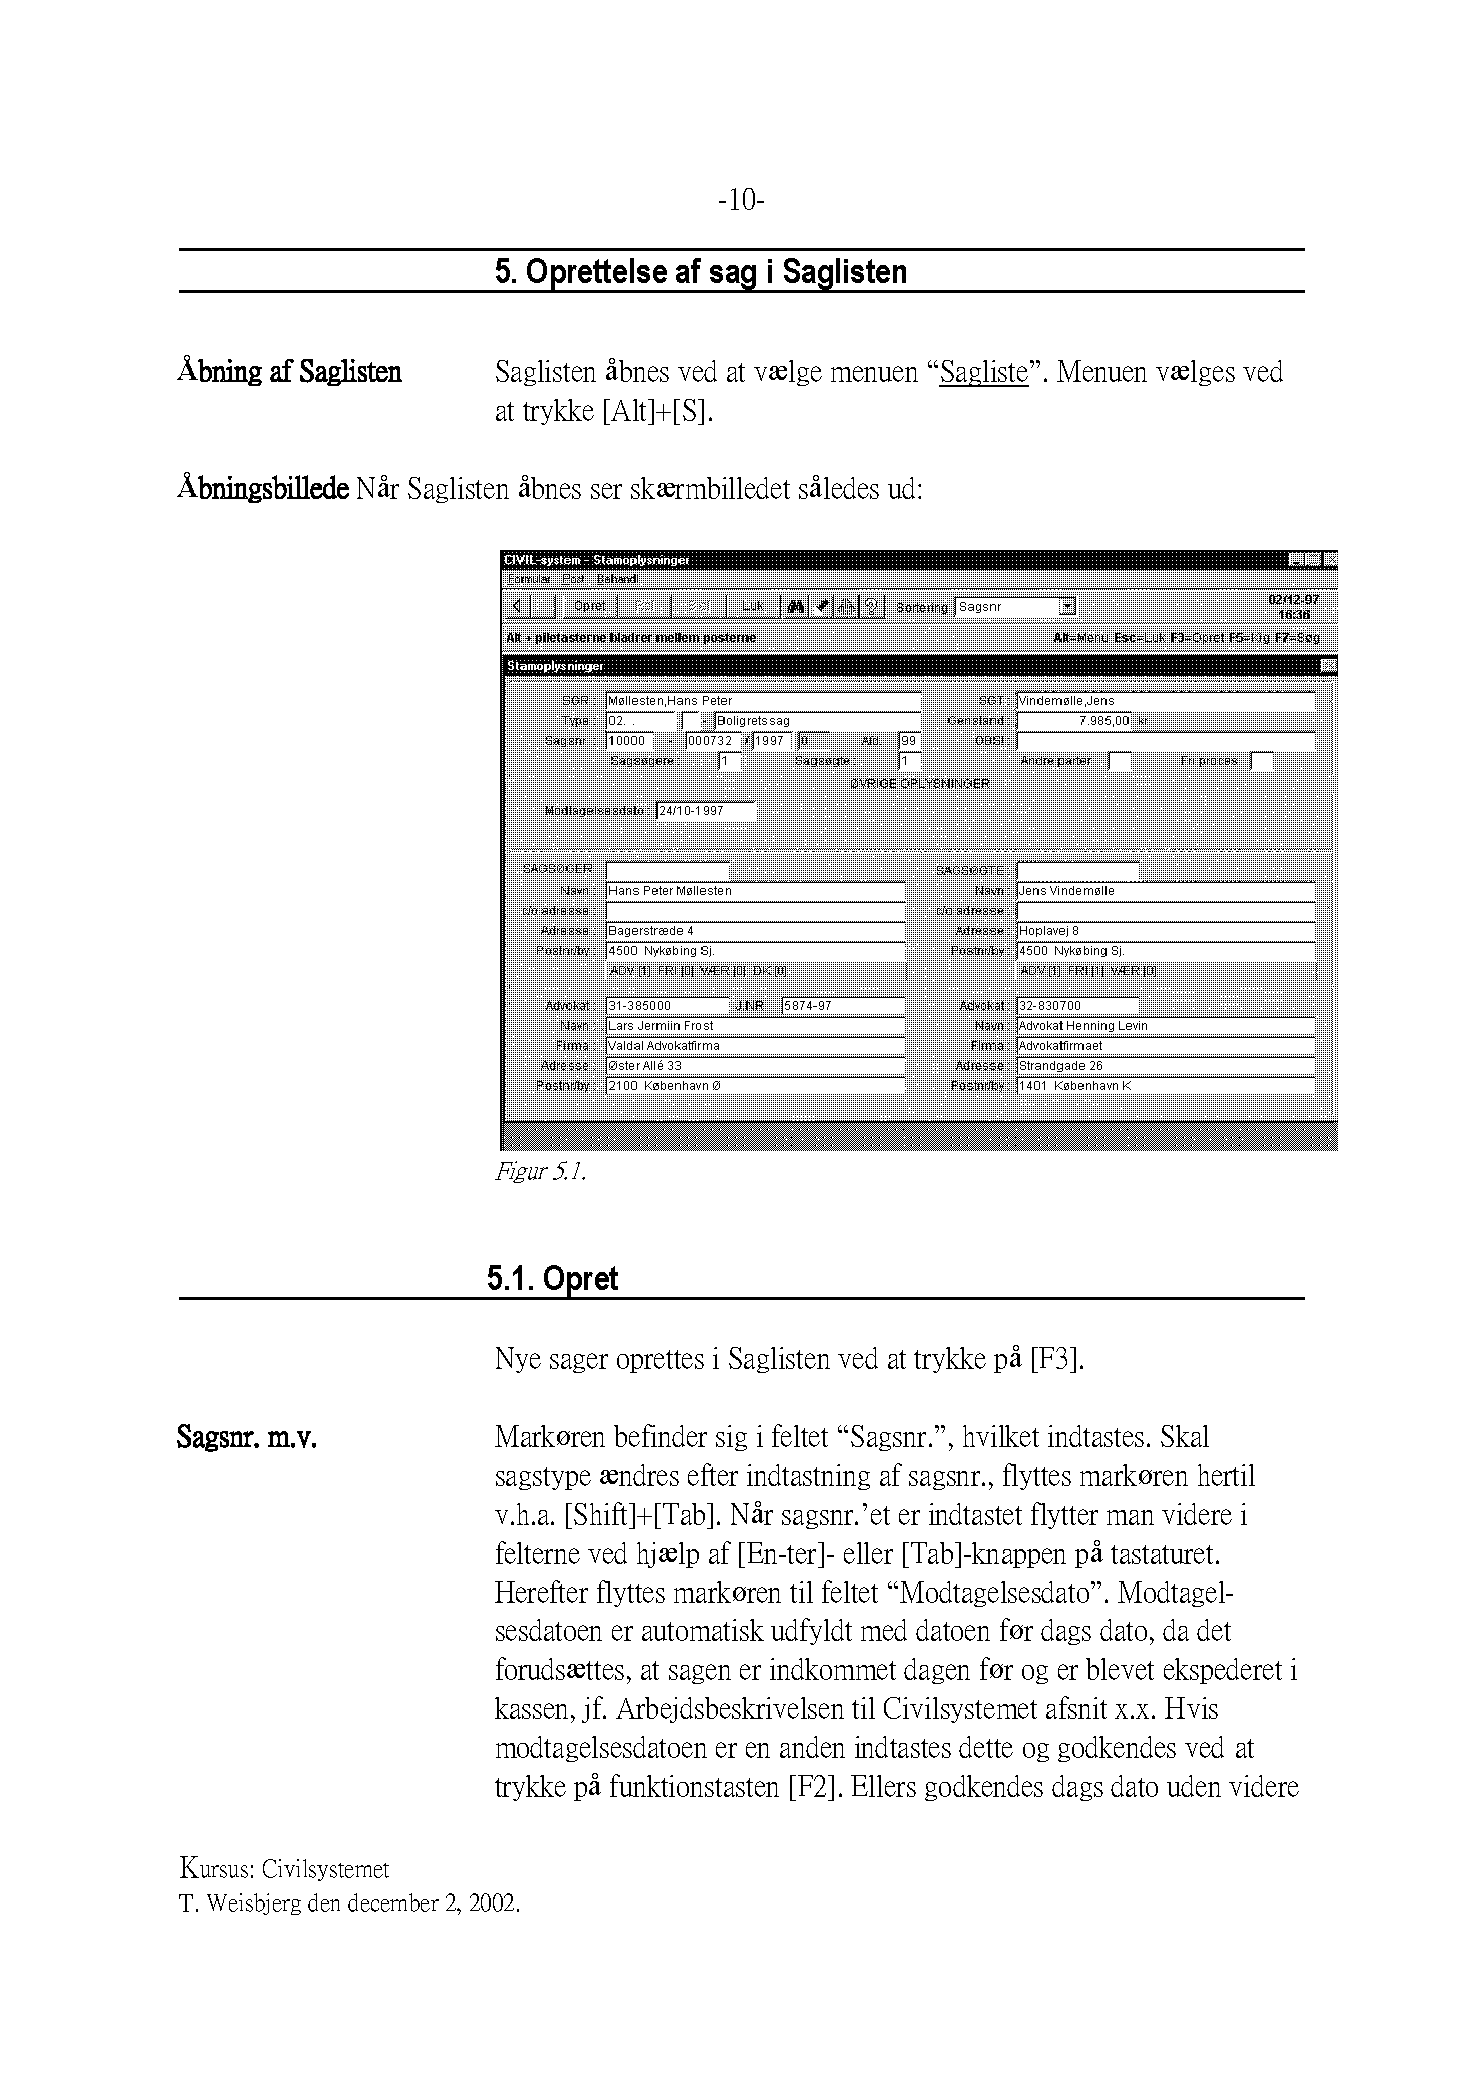 -10-
5. Oprettelse af sag i Saglisten
Åbning af Saglisten Saglisten åbnes ved at vælge menuen “Sagliste”. Menuen vælges ved
at trykke [Alt]+[S].
Åbningsbillede Når Saglisten åbnes ser skærmbilledet således ud:
CIVIL-system - Stamoplysninger
Formular Post Behandl
Opret Luk Sortering Sagsnr 02/12-97
16:36
Alt + piletasterne bladrer mellem posterne Alt=Menu Esc=Luk F3=Opret F5=Kig F7=Søg
Stamoplysninger
SGR: Møllesten,Hans Peter SGT: Vindemølle,Jens
Type: 02. . - Boligretssag Genstand: 7.985,00 kr
Sagsnr: 10000 - 000732 / 1997 0 Afd. 99 OBS!
Sagsøgere: 1 Sagsøgte: 1 Andre parter Fri proces
ØVRIGE OPLYSNINGER
Modtagelsesdato: 24/10-1997
SAGSØGER SAGSØGTE
Navn: Hans Peter Møllesten Navn: Jens Vindemølle
c/o adresse: c/o adresse:
Adresse: Bagerstræde 4 Adresse: Hoplavej 8
Postnr/by: 4500 Nykøbing Sj. Postnr/by: 4500 Nykøbing Sj.
ADV [1] FRI [0] VÆR [0] DK [0] ADV [1] FRI [1] VÆR [0]
Advokat: 31-385000 J.NR 5874-97 Advokat: 32-830700
Navn: Lars Jermiin Frost Navn: Advokat Henning Levin
Firma: Valdal Advokatfirma Firma: Advokatfirmaet
Adresse: Øster Allé 33 Adresse: Strandgade 26
Postnr/by: 2100 København Ø Postnr/by: 1401 København K
Figur 5.1.
5.1. Opret
Nye sager oprettes i Saglisten ved at trykke på [F3].
Sagsnr. m.v. Markøren befinder sig i feltet “Sagsnr.”, hvilket indtastes. Skal
sagstype ændres efter indtastning af sagsnr., flyttes markøren hertil
v.h.a. [Shift]+[Tab]. Når sagsnr.’et er indtastet flytter man videre i
felterne ved hjælp af [En-ter]- eller [Tab]-knappen på tastaturet.
Herefter flyttes markøren til feltet “Modtagelsesdato”. Modtagel-
sesdatoen er automatisk udfyldt med datoen før dags dato, da det
forudsættes, at sagen er indkommet dagen før og er blevet ekspederet i
kassen, jf. Arbejdsbeskrivelsen til Civilsystemet afsnit x.x. Hvis
modtagelsesdatoen er en anden indtastes dette og godkendes ved at
trykke på funktionstasten [F2]. Ellers godkendes dags dato uden videre
Kursus: Civilsystemet
T. Weisbjerg den december 2, 2002.